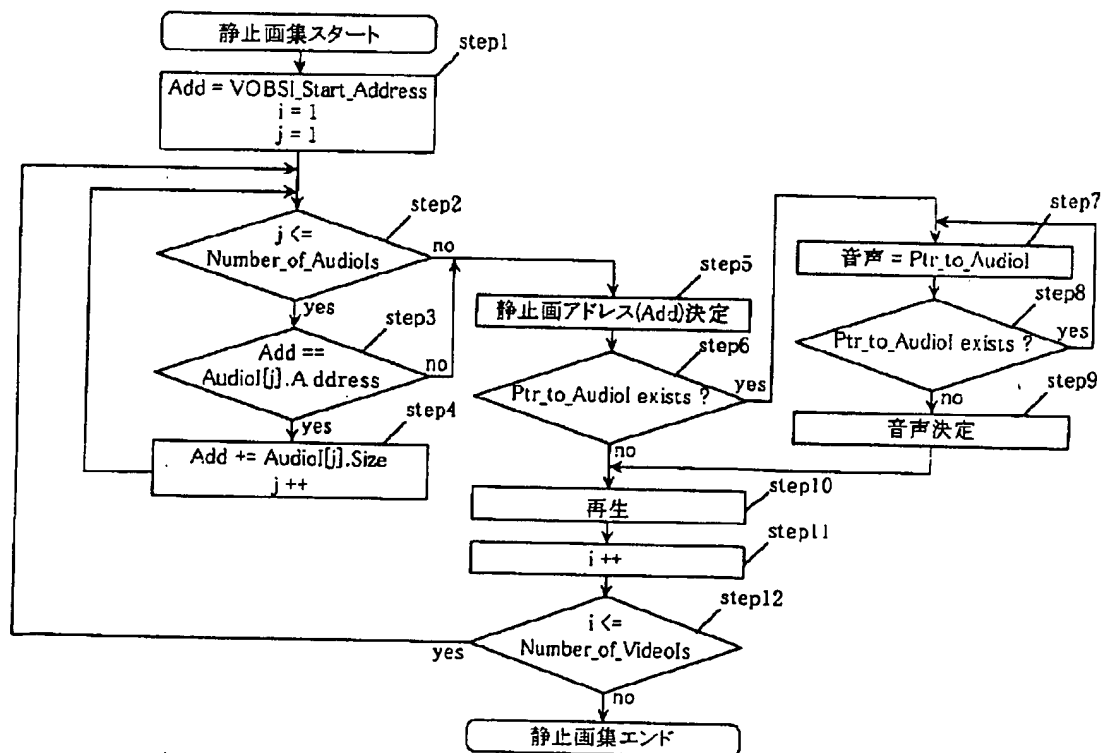 静止画集スタート
step1
Add = VOBSI_Start_Address
i = 1
j = 1
step2
j <=
Number_of_AudioIs
no
yes
step3
Add ==
AudioI[j].Address
no
yes
step4
Add += AudioI[j].Size
j ++
step5
静止画アドレス(Add)決定
step6
Ptr_to_AudioI exists ?
yes
no
step7
音声 = Ptr_to_AudioI
step8
Ptr_to_AudioI exists ?
yes
no
step9
音声決定
step10
再生
step11
i ++
step12
i <=
Number_of_VideoIs
yes
no
静止画集エンド